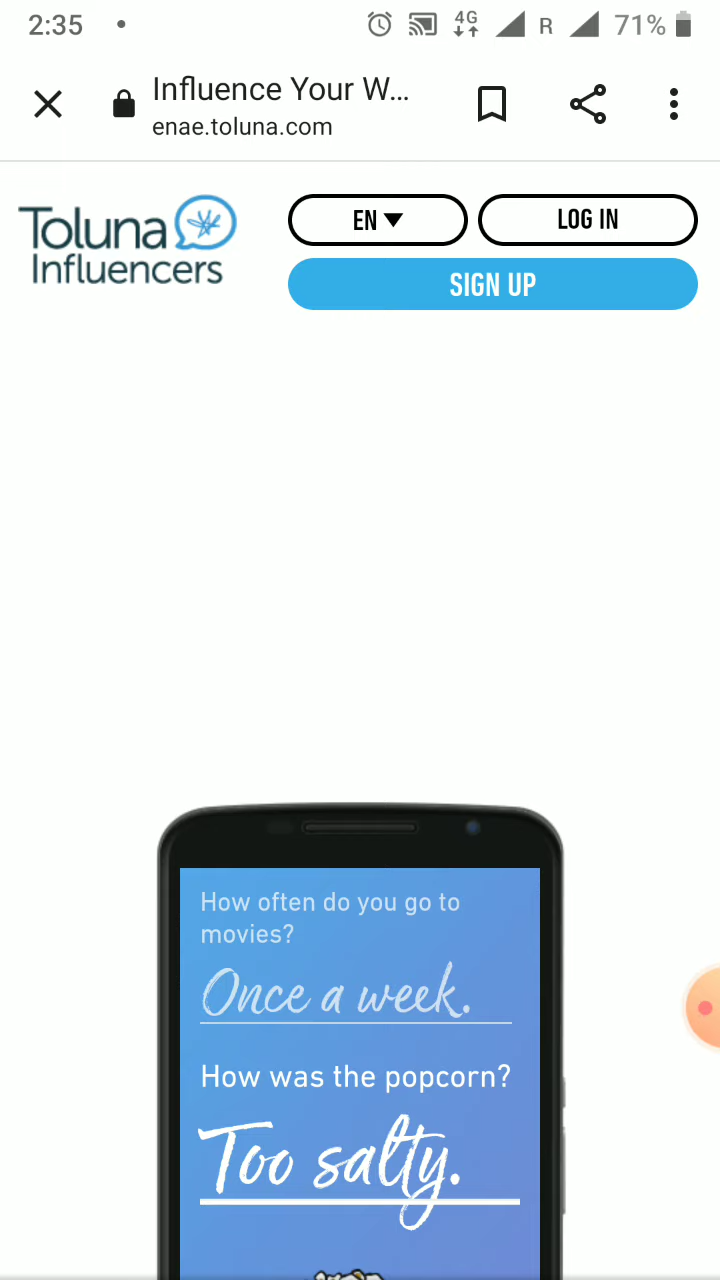 2:35
4G
R
71%
Influence Your W...
enae.toluna.com
Toluna
Influencers
EN
LOG IN
SIGN UP
How often do you go to
movies?
Once a week.
How was the popcorn?
Too salty.